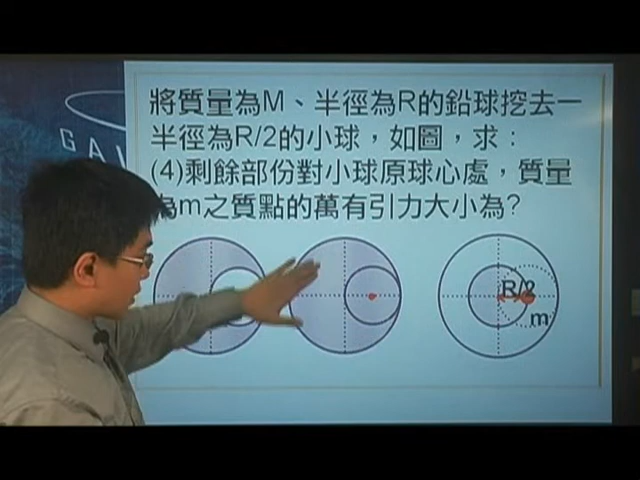 將質量為M、半徑為R的鉛球挖去一
半徑為R/2的小球，如圖，求：
(4)剩餘部份對小球原球心處，質量
為m之質點的萬有引力大小為?
GA
R/2
m